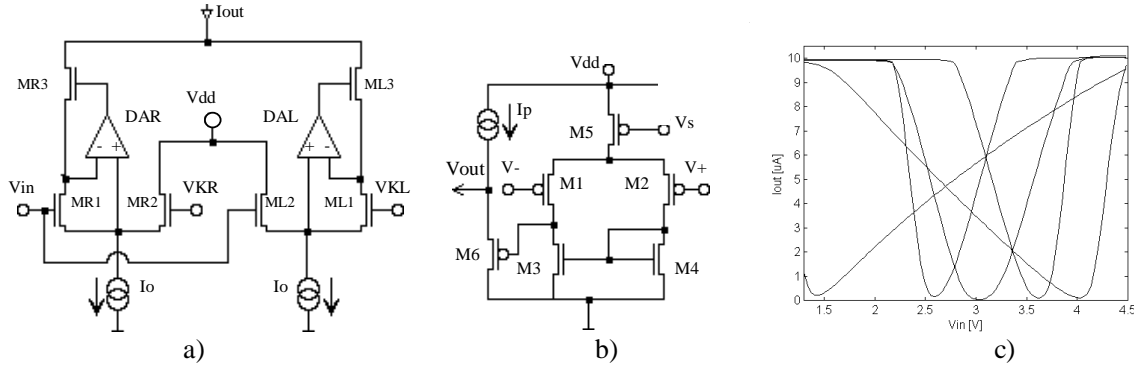 Iout
MR3
ML3
Vdd
DAR
DAL
- +
+ -
Vin
MR1
MR2
VKR
ML2
ML1
VKL
Io
Io
a)
Vdd
Ip
M5
Vs
Vout
V-
M1
M2
V+
M6
M3
M4
b)
Iout [uA]
10
9
8
7
6
5
4
3
2
1
0
1.5
2
2.5
3
3.5
4
4.5
Vin [V]
c)